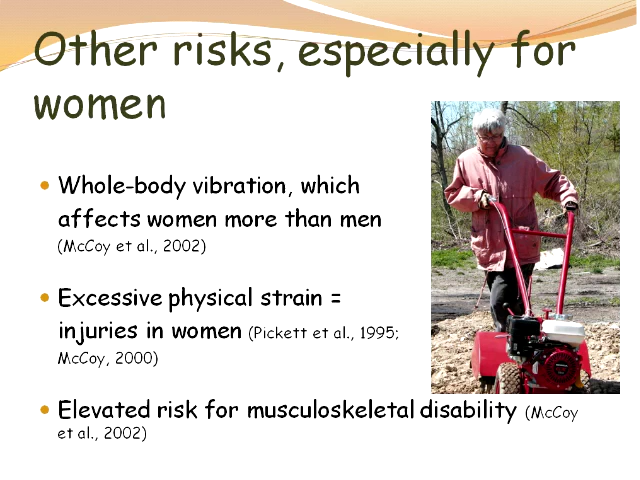 Other risks, especially for
women
Whole-body vibration, which
affects women more than men
(McCoy et al., 2002)
Excessive physical strain =
injuries in women (Pickett et al., 1995;
McCoy, 2000)
Elevated risk for musculoskeletal disability (McCoy
et al., 2002)